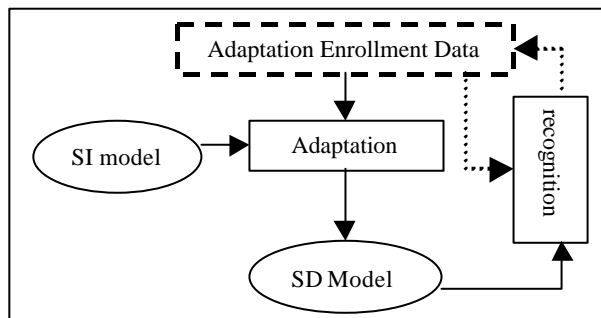 Adaptation Enrollment Data
SI model
Adaptation
recognition
SD Model